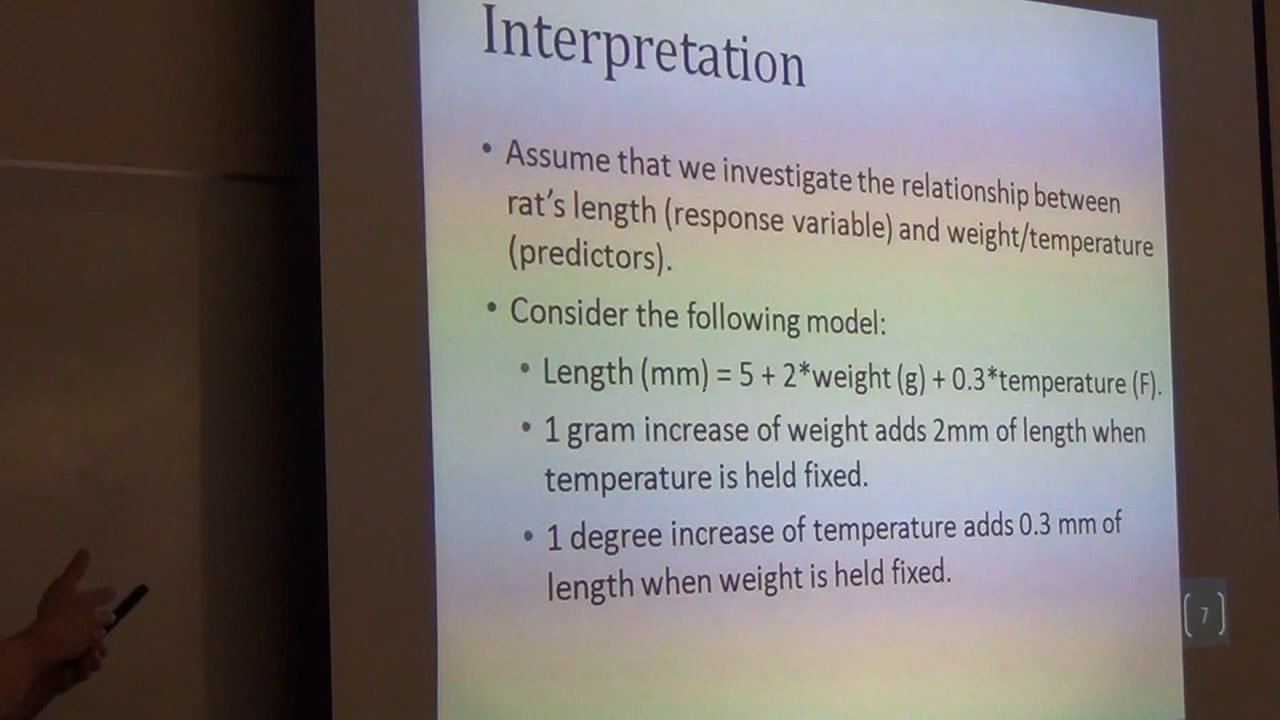 Interpretation
• Assume that we investigate the relationship between
rat's length (response variable) and weight/temperature
(predictors).
• Consider the following model:
• Length (mm) = 5 + 2*weight (g) + 0.3*temperature (F).
• 1 gram increase of weight adds 2mm of length when
temperature is held fixed.
• 1 degree increase of temperature adds 0.3 mm of
length when weight is held fixed.
[ 7 ]